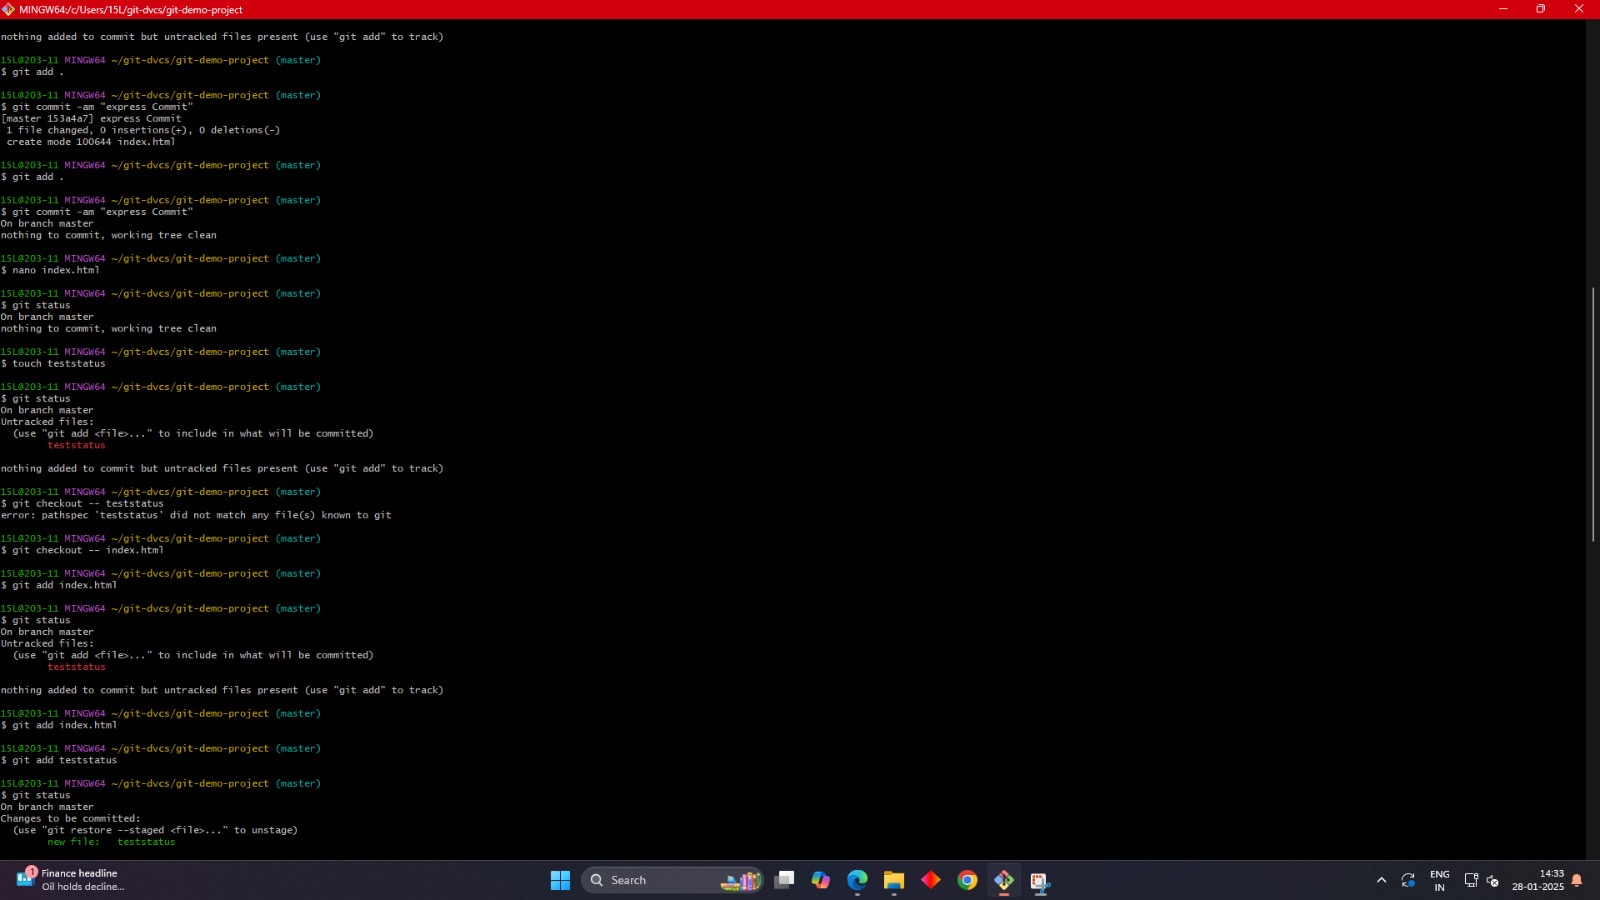 MINGW64:/c/Users/15L/git-dvcs/git-demo-project
nothing added to commit but untracked files present (use "git add" to track)
15L@203-11 MINGW64 ~/git-dvcs/git-demo-project (master)
$ git add .
15L@203-11 MINGW64 ~/git-dvcs/git-demo-project (master)
$ git commit -am "express Commit"
[master 153a4a7] express Commit
1 file changed, 0 insertions(+), 0 deletions(-)
create mode 100644 index.html
15L@203-11 MINGW64 ~/git-dvcs/git-demo-project (master)
$ git add .
15L@203-11 MINGW64 ~/git-dvcs/git-demo-project (master)
$ git commit -am "express Commit"
On branch master
nothing to commit, working tree clean
15L@203-11 MINGW64 ~/git-dvcs/git-demo-project (master)
$ nano index.html
15L@203-11 MINGW64 ~/git-dvcs/git-demo-project (master)
$ git status
On branch master
nothing to commit, working tree clean
15L@203-11 MINGW64 ~/git-dvcs/git-demo-project (master)
$ touch teststatus
15L@203-11 MINGW64 ~/git-dvcs/git-demo-project (master)
$ git status
On branch master
Untracked files:
(use "git add <file>..." to include in what will be committed)
teststatus
nothing added to commit but untracked files present (use "git add" to track)
15L@203-11 MINGW64 ~/git-dvcs/git-demo-project (master)
$ git checkout -- teststatus
error: pathspec 'teststatus' did not match any file(s) known to git
15L@203-11 MINGW64 ~/git-dvcs/git-demo-project (master)
$ git checkout -- index.html
15L@203-11 MINGW64 ~/git-dvcs/git-demo-project (master)
$ git add index.html
15L@203-11 MINGW64 ~/git-dvcs/git-demo-project (master)
$ git status
On branch master
Untracked files:
(use "git add <file>..." to include in what will be committed)
teststatus
nothing added to commit but untracked files present (use "git add" to track)
15L@203-11 MINGW64 ~/git-dvcs/git-demo-project (master)
$ git add index.html
15L@203-11 MINGW64 ~/git-dvcs/git-demo-project (master)
$ git add teststatus
15L@203-11 MINGW64 ~/git-dvcs/git-demo-project (master)
$ git status
On branch master
Changes to be committed:
(use "git restore --staged <file>..." to unstage)
new file:   teststatus
1
Finance headline
Oil holds decline...
Search
ENG
IN
14:33
28-01-2025